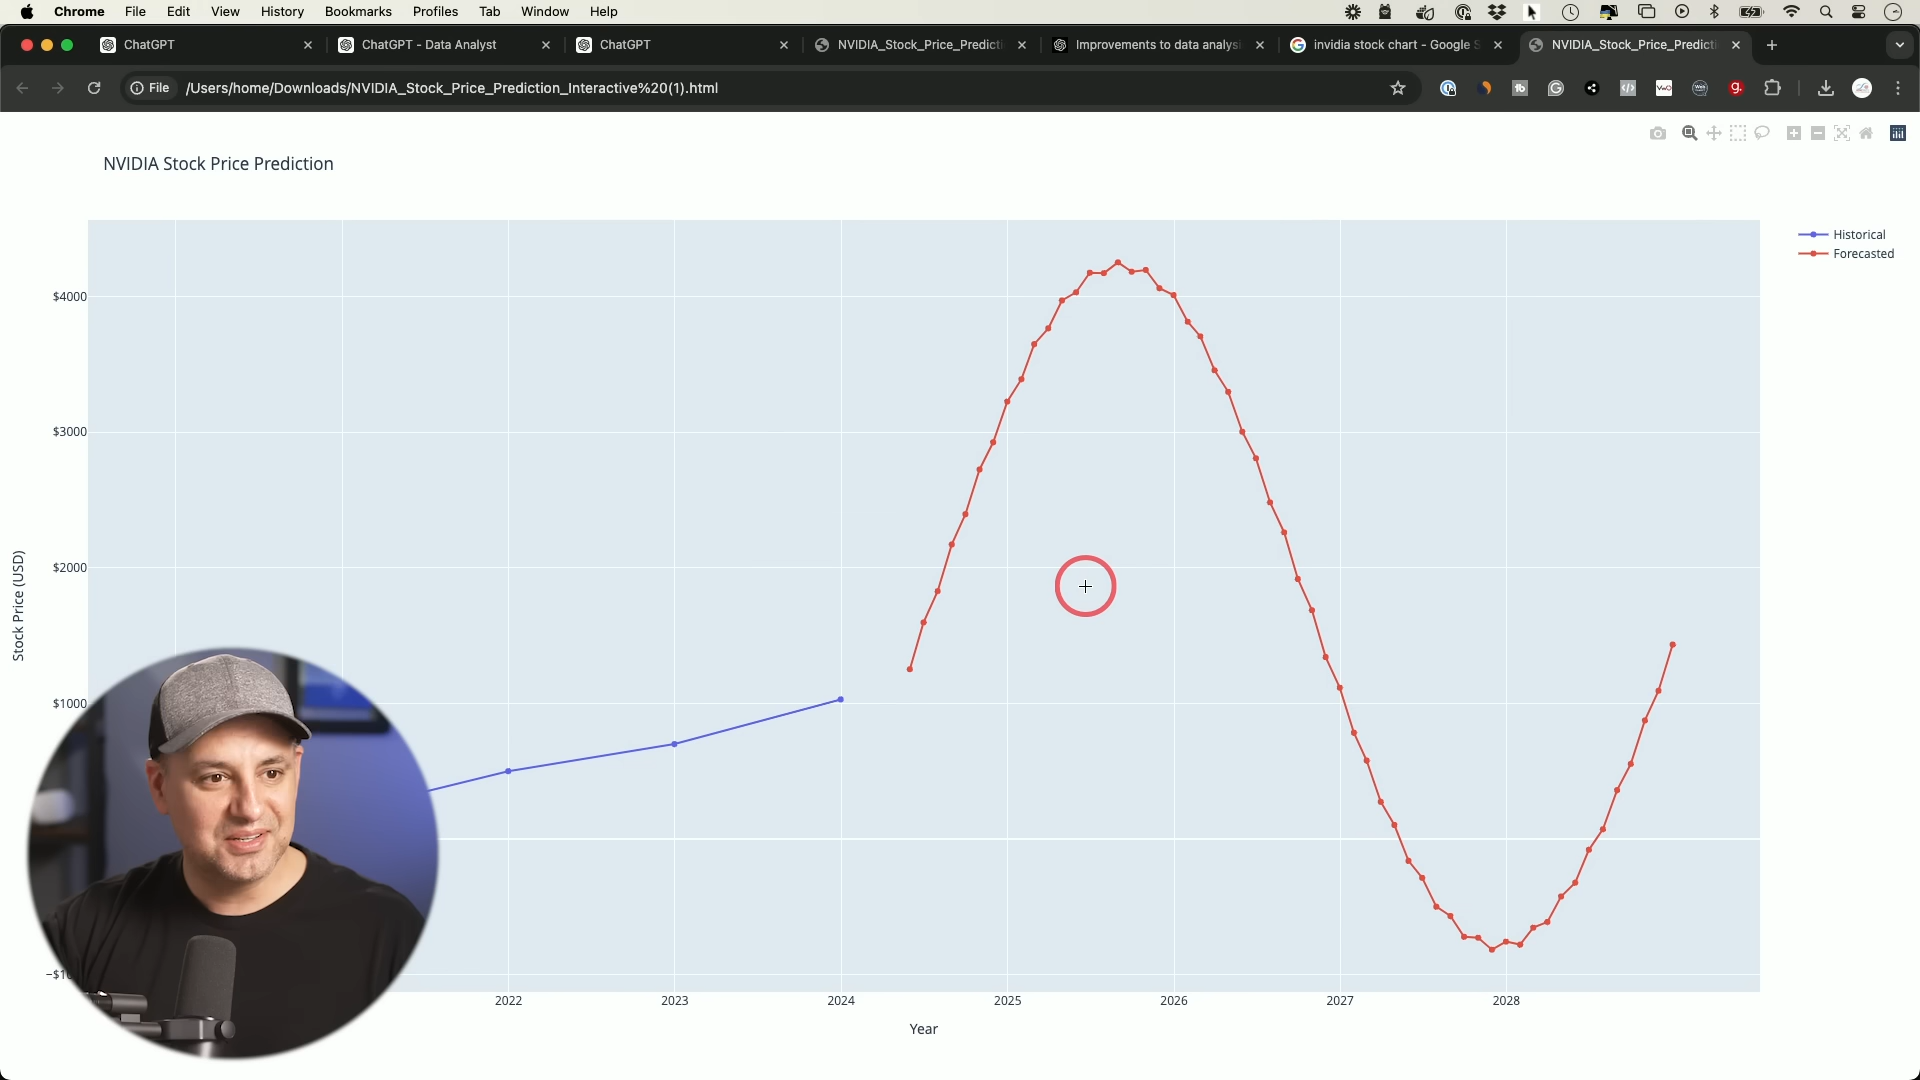 Chrome File Edit View History Bookmarks Profiles Tab Window Help
ChatGPT
ChatGPT - Data Analyst
ChatGPT
NVIDIA_Stock_Price_Predicti
Improvements to data analysi
invidia stock chart - Google S
NVIDIA_Stock_Price_Predicti
File /Users/home/Downloads/NVIDIA_Stock_Price_Prediction_Interactive%20(1).html
NVIDIA Stock Price Prediction
Historical
Forecasted
$4000
$3000
$2000
$1000
Stock Price (USD)
2022 2023 2024 2025 2026 2027 2028
Year